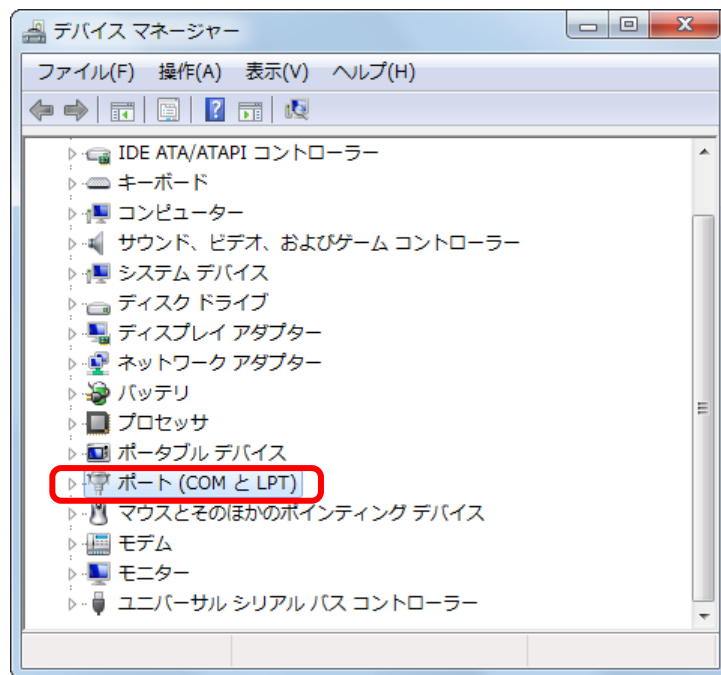 デバイス マネージャー
ファイル(F) 操作(A) 表示(V) ヘルプ(H)
IDE ATA/ATAPI コントローラー
キーボード
コンピューター
サウンド、ビデオ、およびゲーム コントローラー
システム デバイス
ディスク ドライブ
ディスプレイ アダプター
ネットワーク アダプター
バッテリ
プロセッサ
ポータブル デバイス
ポート (COM と LPT)
マウスとそのほかのポインティング デバイス
モデム
モニター
ユニバーサル シリアル バス コントローラー